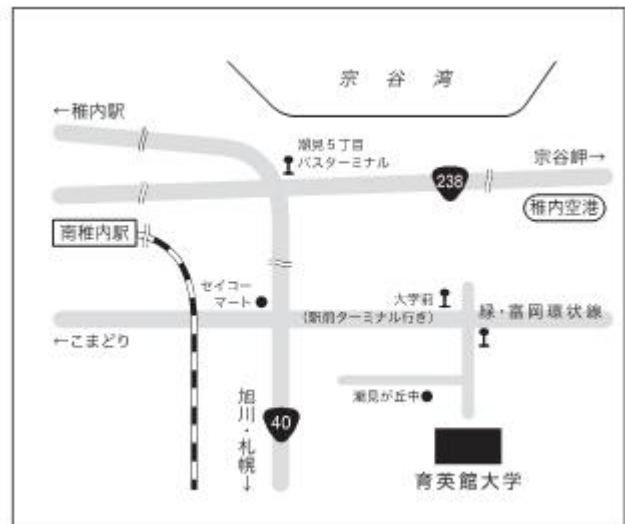 宗谷湾
←稚内駅
潮見5丁目
バスターミナル
宗谷岬→
238
稚内空港
南稚内駅
セイコー
マート
大学前
(駅前ターミナル行き)
緑・富岡環状線
←こまどり
潮見が丘中
旭川・札幌→
40
育英館大学